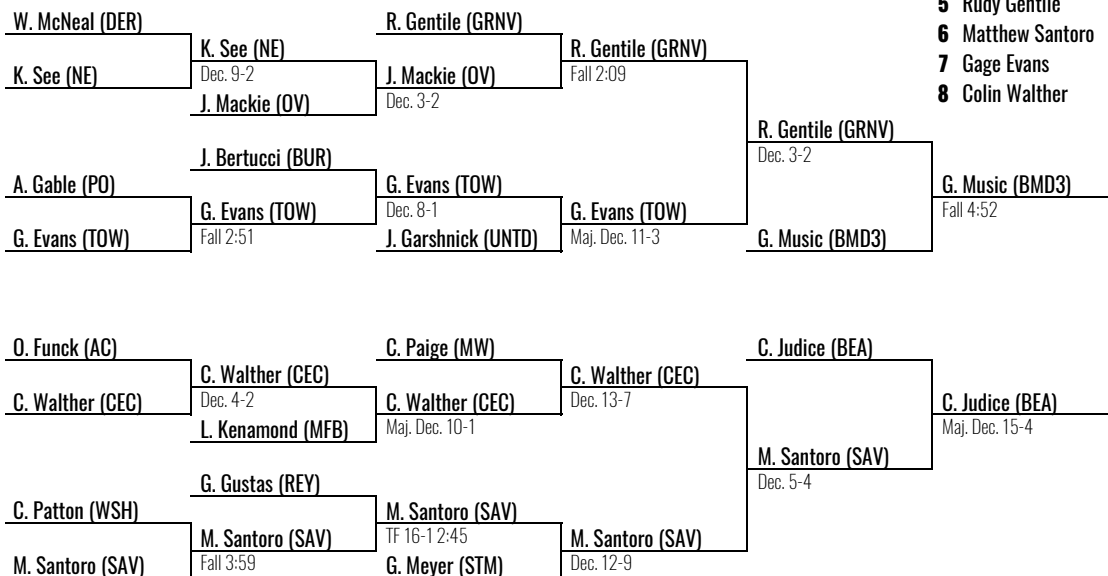 5 Rudy Gentile
6 Matthew Santoro
7 Gage Evans
8 Colin Walther
W. McNeal (DER)
K. See (NE)
K. See (NE)
Dec. 9-2
J. Mackie (OV)
R. Gentile (GRNV)
J. Mackie (OV)
Dec. 3-2
R. Gentile (GRNV)
Fall 2:09
R. Gentile (GRNV)
Dec. 3-2
J. Bertucci (BUR)
A. Gable (PO)
G. Evans (TOW)
G. Evans (TOW)
Fall 2:51
G. Evans (TOW)
Dec. 8-1
J. Garshnick (UNTD)
G. Evans (TOW)
Maj. Dec. 11-3
G. Music (BMD3)
G. Music (BMD3)
Fall 4:52
O. Funck (AC)
C. Walther (CEC)
C. Walther (CEC)
Dec. 4-2
L. Kenamond (MFB)
C. Paige (MW)
C. Walther (CEC)
Maj. Dec. 10-1
C. Walther (CEC)
Dec. 13-7
C. Judice (BEA)
C. Judice (BEA)
Maj. Dec. 15-4
M. Santoro (SAV)
Dec. 5-4
G. Gustas (REY)
C. Patton (WSH)
M. Santoro (SAV)
M. Santoro (SAV)
Fall 3:59
M. Santoro (SAV)
TF 16-1 2:45
G. Meyer (STM)
M. Santoro (SAV)
Dec. 12-9